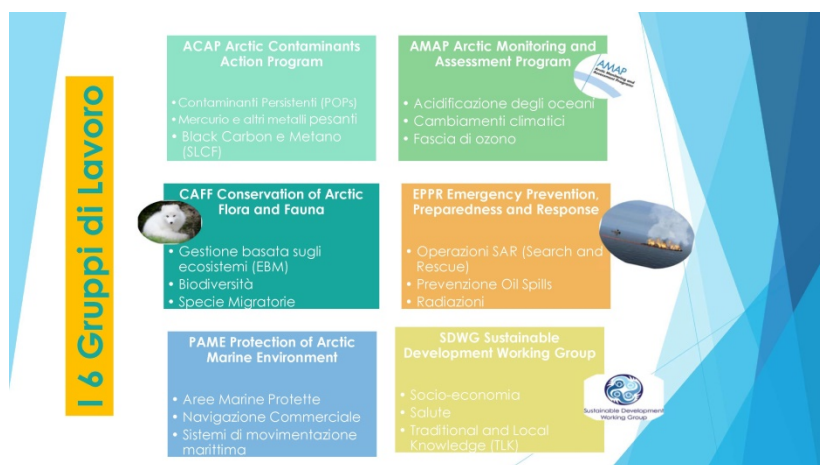 I 6 Gruppi di Lavoro
ACAP Arctic Contaminants
Action Program
• Contaminanti Persistenti (POPs)
• Mercurio e altri metalli pesanti
• Black Carbon e Metano
(SLCF)
AMAP Arctic Monitoring and
Assessment Program
• Acidificazione degli oceani
• Cambiamenti climatici
• Fascia di ozono
AMAP
Arctic Monitoring and
Assessment Programme
CAFF Conservation of Arctic
Flora and Fauna
• Gestione basata sugli
ecosistemi (EBM)
• Biodiversità
• Specie Migratorie
EPPR Emergency Prevention,
Preparedness and Response
• Operazioni SAR (Search and
Rescue)
• Prevenzione Oil Spills
• Radiazioni
PAME Protection of Arctic
Marine Environment
• Aree Marine Protette
• Navigazione Commerciale
• Sistemi di movimentazione
marittima
SDWG Sustainable
Development Working Group
• Socio-economia
• Salute
• Traditional and Local
Knowledge (TLK)
Sustainable Development
Working Group